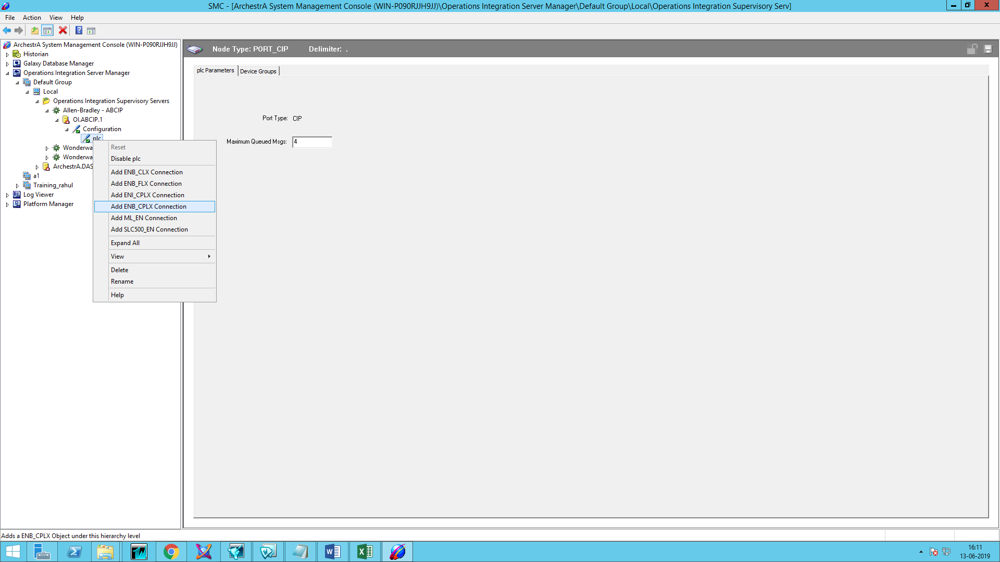 SMC - [ArchestrA System Management Console (WIN-P090RJJH9JJ)\Operations Integration Server Manager\Default Group\Local\Operations Integration Supervisory Serv]
File Action View Help
ArchestrA System Management Console (WIN-P090RJJH9JJ)
Historian
Galaxy Database Manager
Operations Integration Server Manager
Default Group
Local
Operations Integration Supervisory Servers
Allen-Bradley - ABCIP
OI.ABCIP.1
Configuration
plc
Wonderwa
Wonderwa
ArchestrA.DAS
a1
Training_rahul
Log Viewer
Platform Manager
Reset
Disable plc
Add ENB_CLX Connection
Add ENB_FLX Connection
Add ENI_CPLX Connection
Add ENB_CPLX Connection
Add ML_EN Connection
Add SLC500_EN Connection
Expand All
View
Delete
Rename
Help
Node Type: PORT_CIP Delimiter: .
plc Parameters Device Groups
Port Type: CIP
Maximum Queued Msgs: 4
Adds a ENB_CPLX Object under this hierarchy level
16:11
13-06-2019